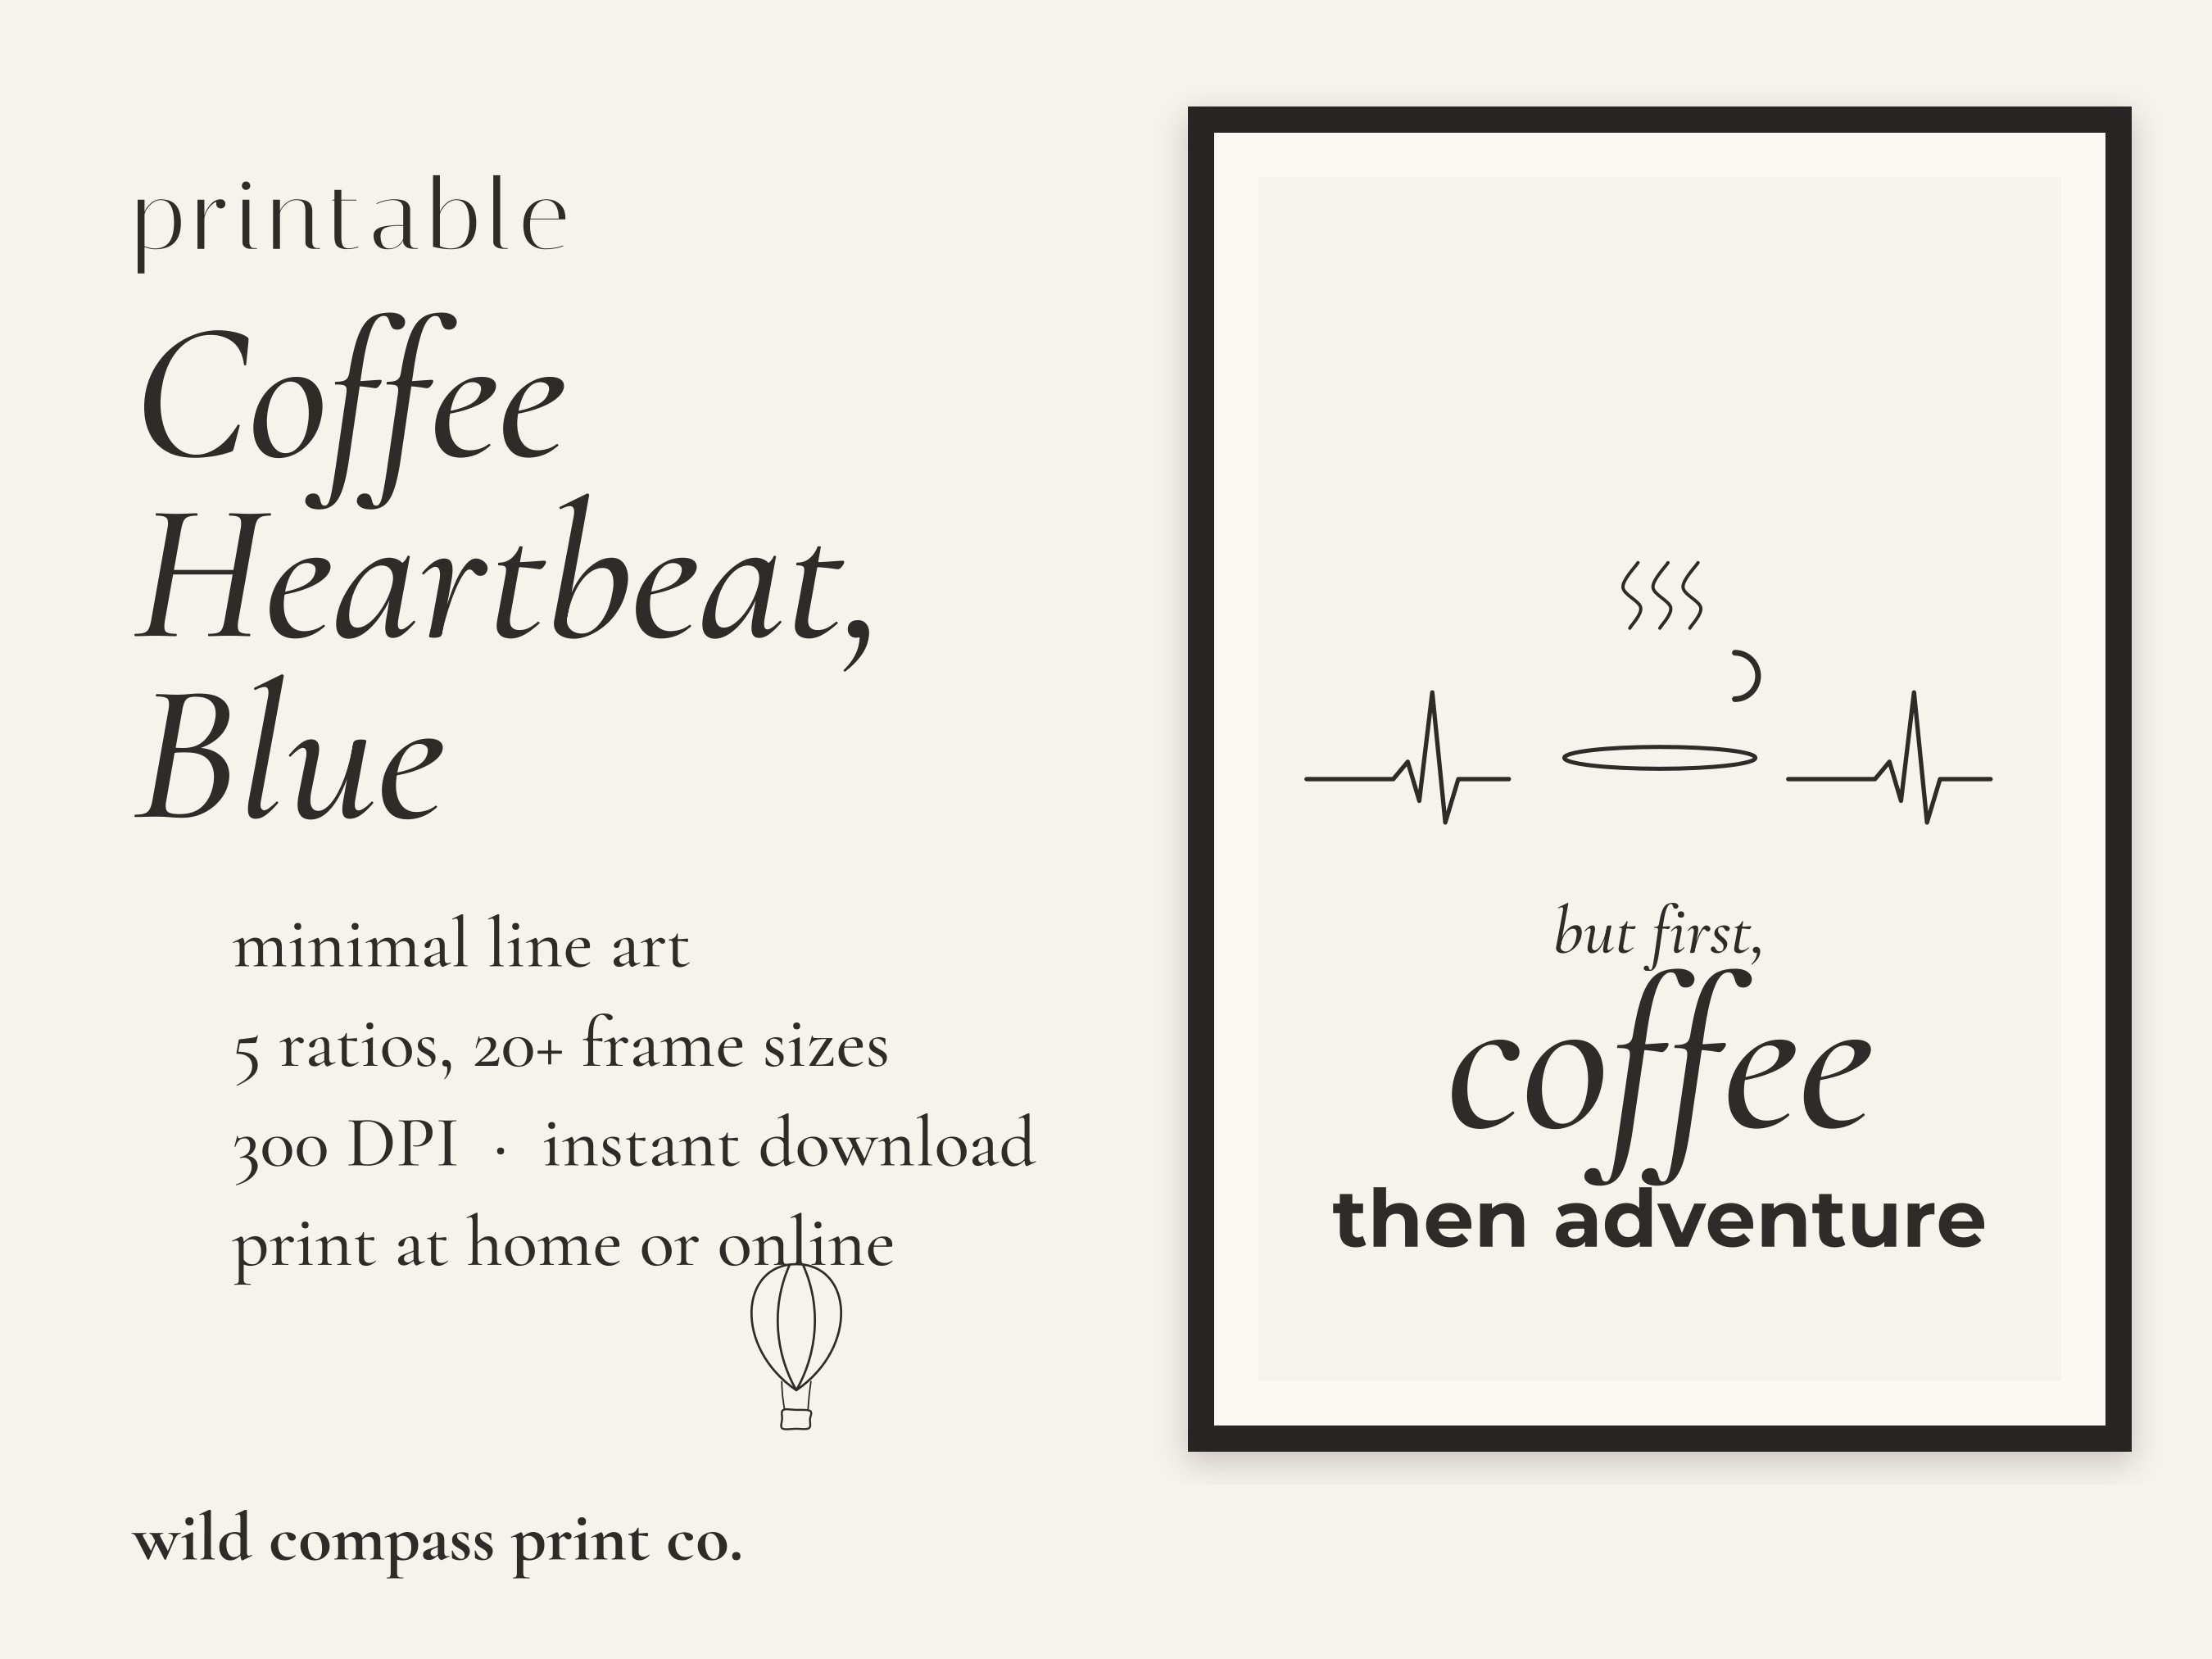 printable
Coffee
Heartbeat,
Blue
minimal line art
5 ratios, 20+ frame sizes
300 DPI · instant download
print at home or online
wild compass print co.
but first,
coffee
then adventure